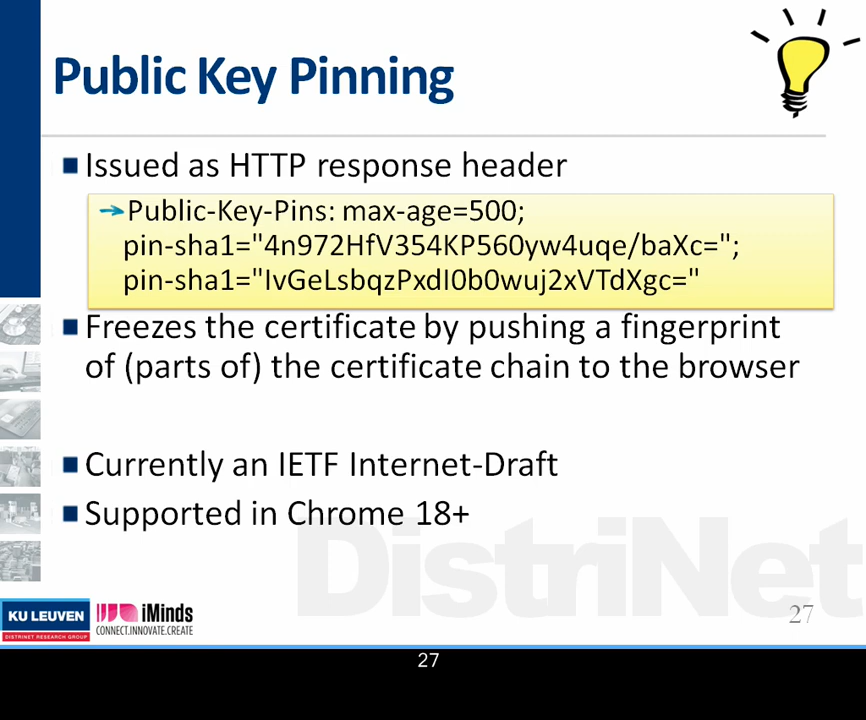 Public Key Pinning
Issued as HTTP response header
Public-Key-Pins: max-age=500;
pin-sha1="4n972HfV354KP560yw4uqe/baXc=";
pin-sha1="IvGeLsbqzPxdI0b0wuj2xVTdXgc="
Freezes the certificate by pushing a fingerprint
of (parts of) the certificate chain to the browser
Currently an IETF Internet-Draft
Supported in Chrome 18+
DistriNet
KU LEUVEN
DISTRINET RESEARCH GROUP
iMinds
CONNECT.INNOVATE.CREATE
27
27